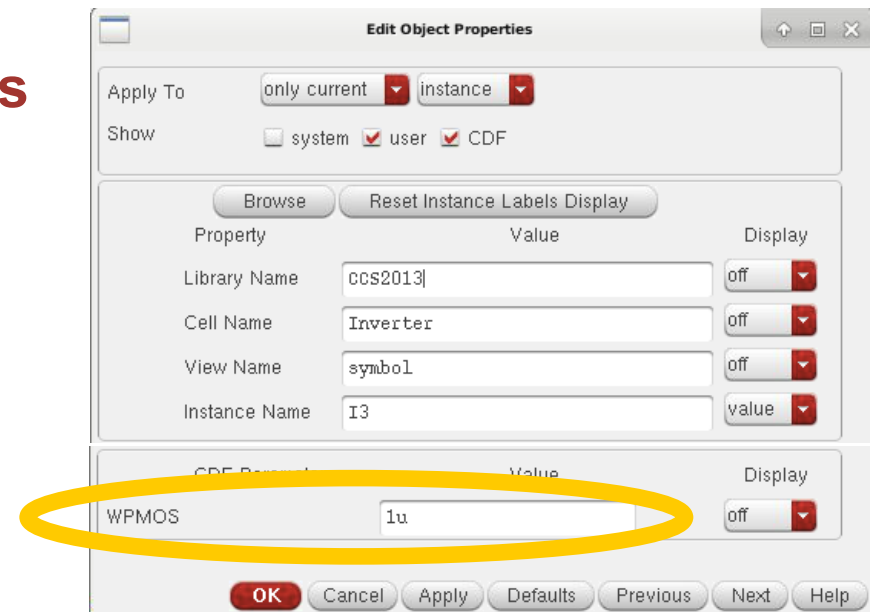 s
Edit Object Properties
Apply To only current instance
Show system user CDF
Browse Reset Instance Labels Display
Property Value Display
Library Name CCS2013 off
Cell Name Inverter off
View Name symbol off
Instance Name I3 value
CDF Value Display
WPMOS 1u off
OK Cancel Apply Defaults Previous Next Help